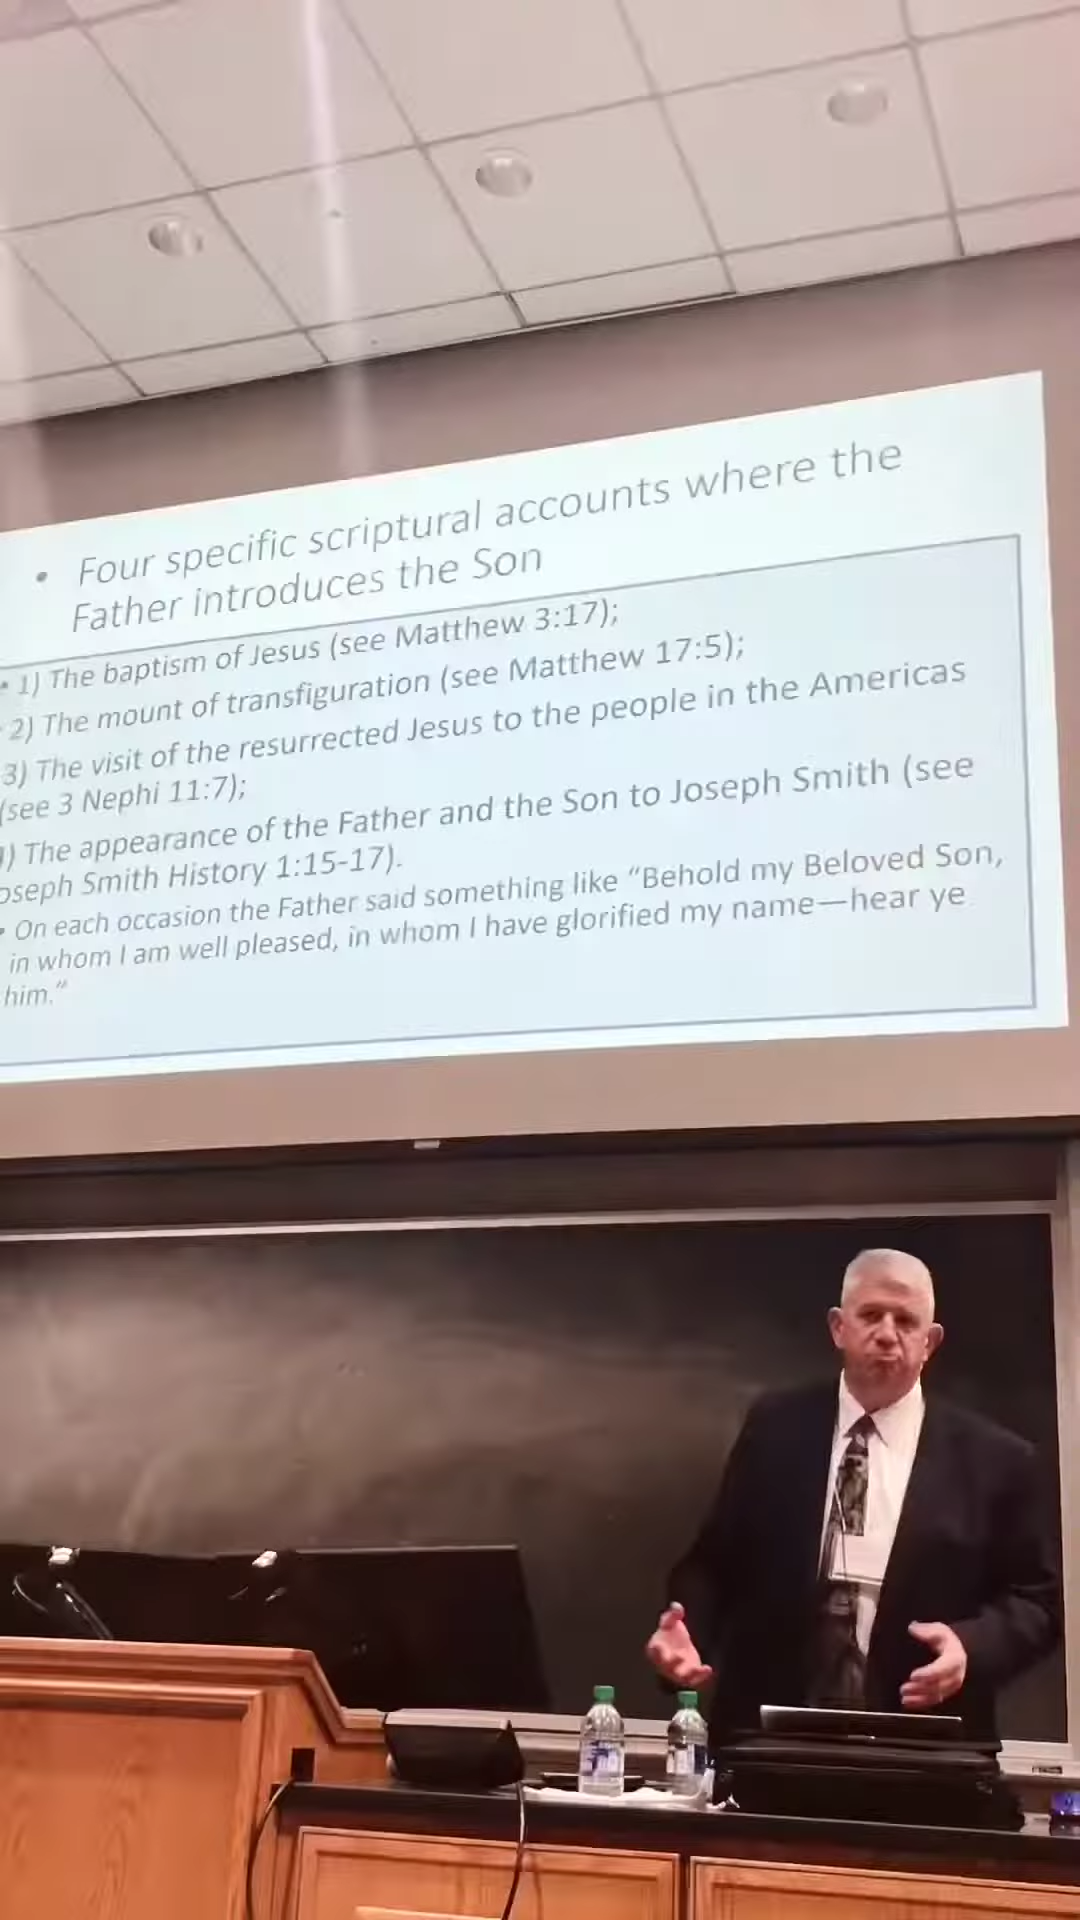 • Four specific scriptural accounts where the
Father introduces the Son
• 1) The baptism of Jesus (see Matthew 3:17);
2) The mount of transfiguration (see Matthew 17:5);
3) The visit of the resurrected Jesus to the people in the Americas
(see 3 Nephi 11:7);
) The appearance of the Father and the Son to Joseph Smith (see
oseph Smith History 1:15-17).
• On each occasion the Father said something like “Behold my Beloved Son,
in whom I am well pleased, in whom I have glorified my name—hear ye
him.”